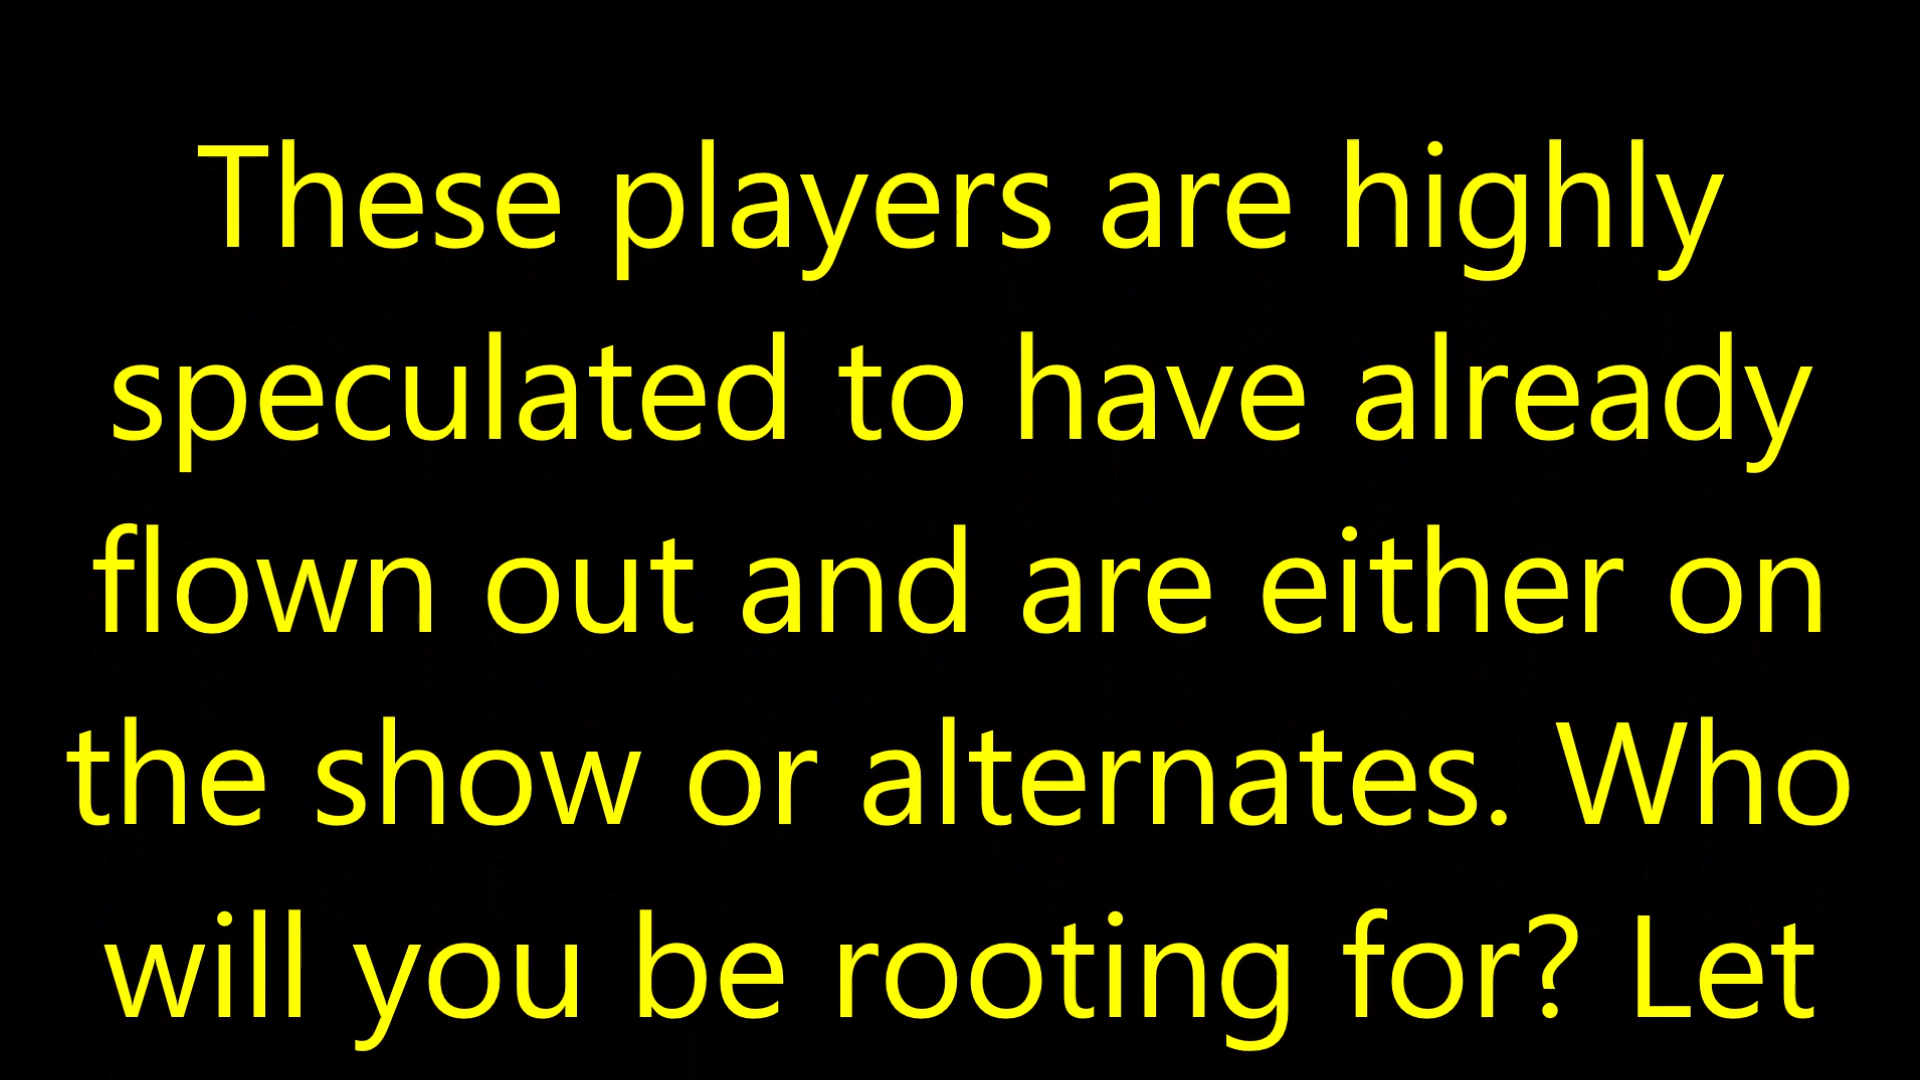 These players are highly
speculated to have already
flown out and are either on
the show or alternates. Who
will you be rooting for? Let